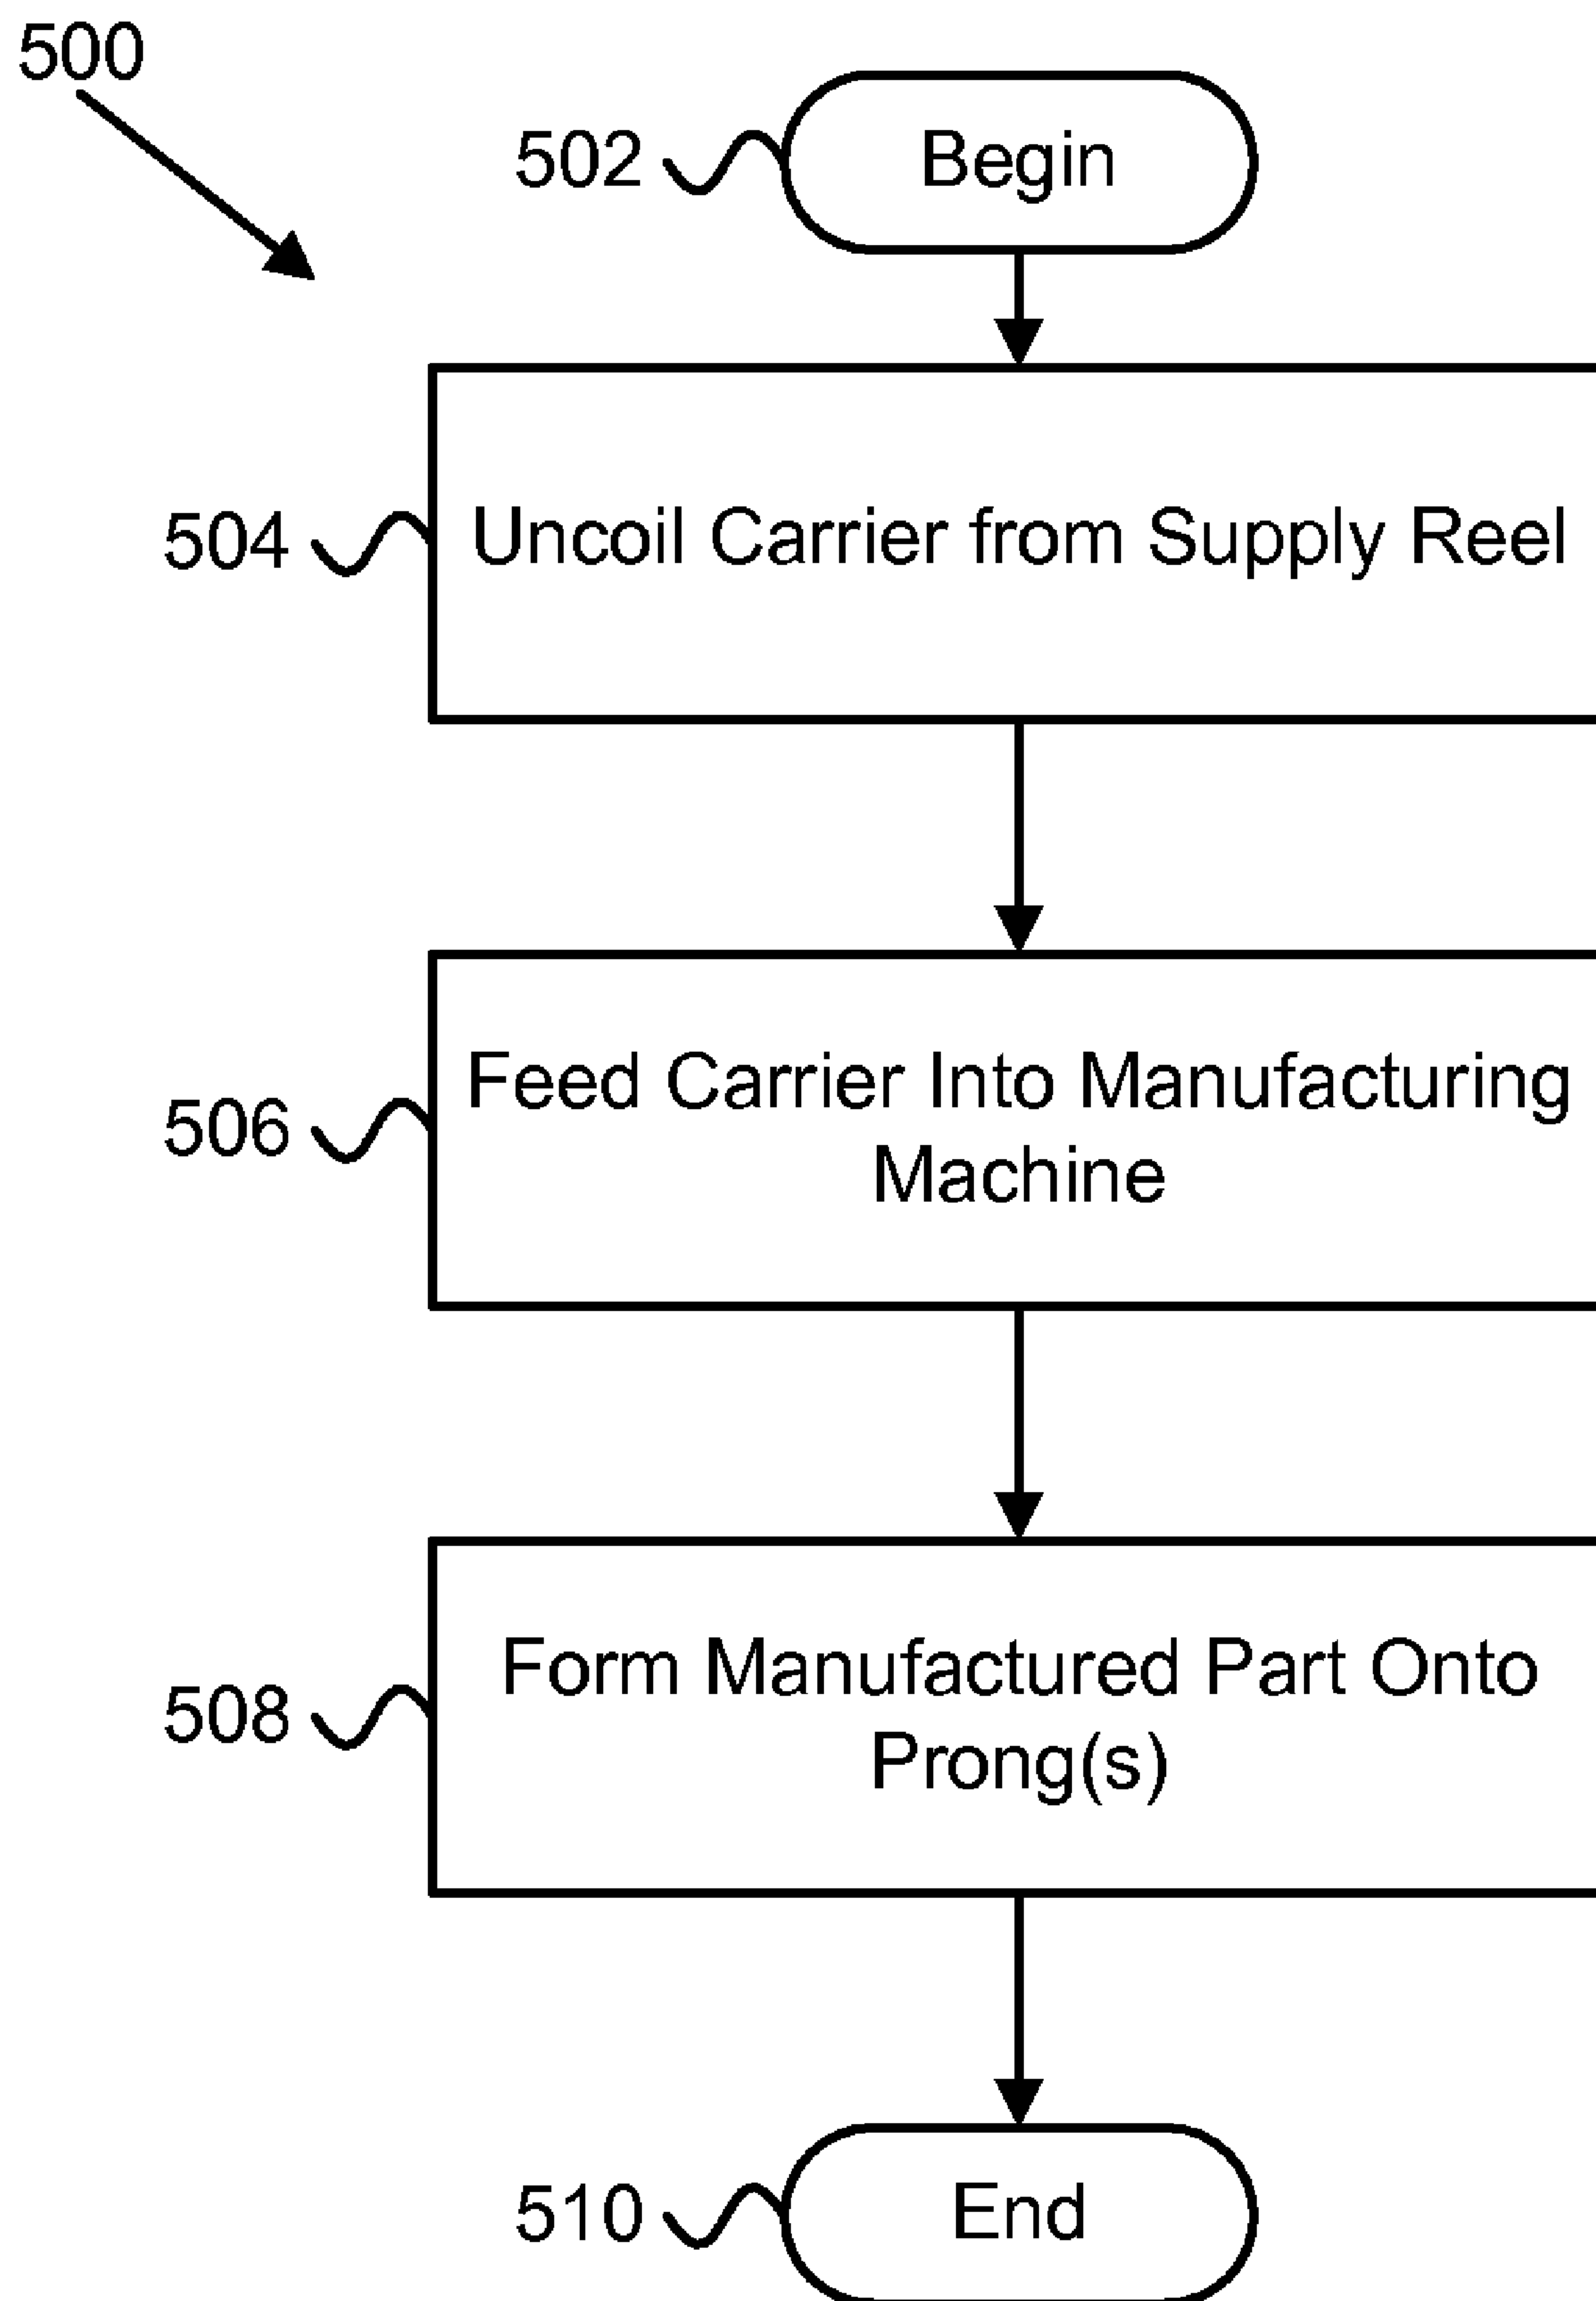 500
502
Begin
504
Uncoil Carrier from Supply Reel
506
Feed Carrier Into Manufacturing
Machine
508
Form Manufactured Part Onto
Prong(s)
510
End